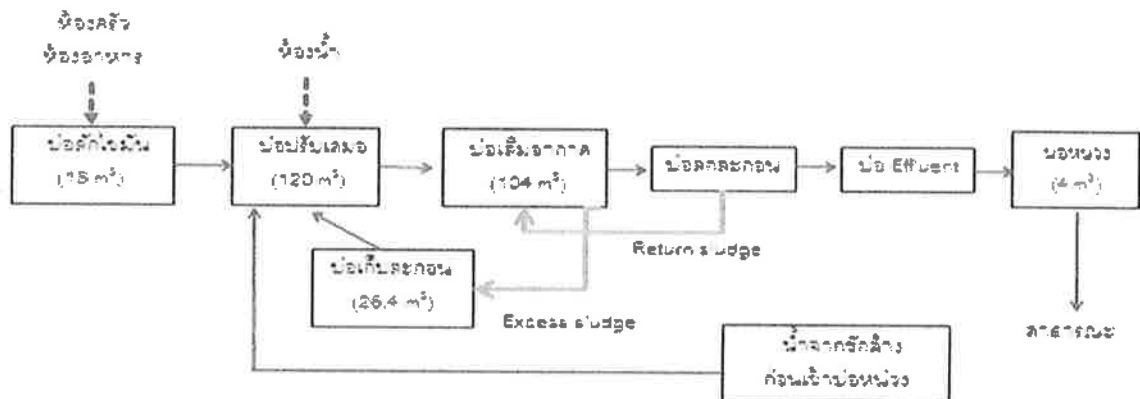 ห้องครัว
ห้องอาหาร
ห้องน้ำ
บ่อดักไขมัน
(15 m³)
บ่อปรับเสมอ
(120 m³)
บ่อเติมอากาศ
(104 m³)
บ่อตกตะกอน
บ่อ Effluent
บ่อหน่วง
(4 m³)
Return sludge
บ่อเก็บตะกอน
(26.4 m³)
Excess sludge
น้ำจากซักล้าง
ก่อนเข้าบ่อหน่วง
สาธารณะ